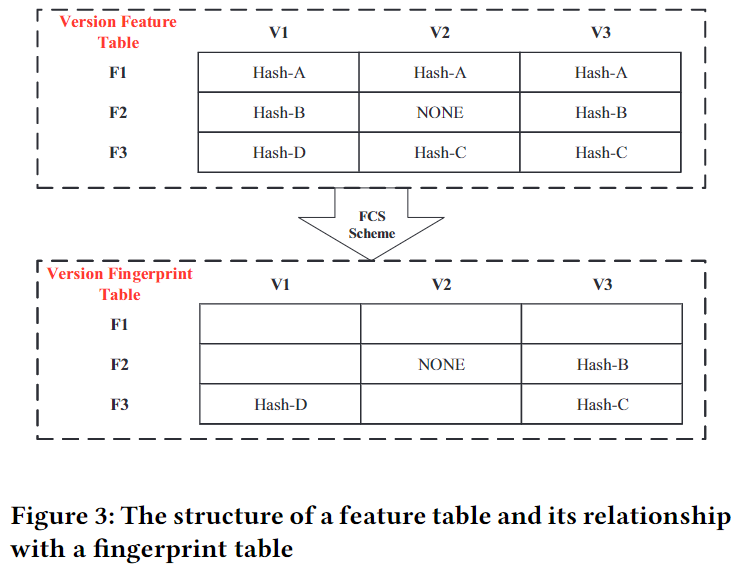 Version Feature Table V1 V2 V3
F1 Hash-A Hash-A Hash-A
F2 Hash-B NONE Hash-B
F3 Hash-D Hash-C Hash-C
FCS
Scheme
Version Fingerprint Table V1 V2 V3
F1
F2 NONE Hash-B
F3 Hash-D Hash-C
Figure 3: The structure of a feature table and its relationship
with a fingerprint table